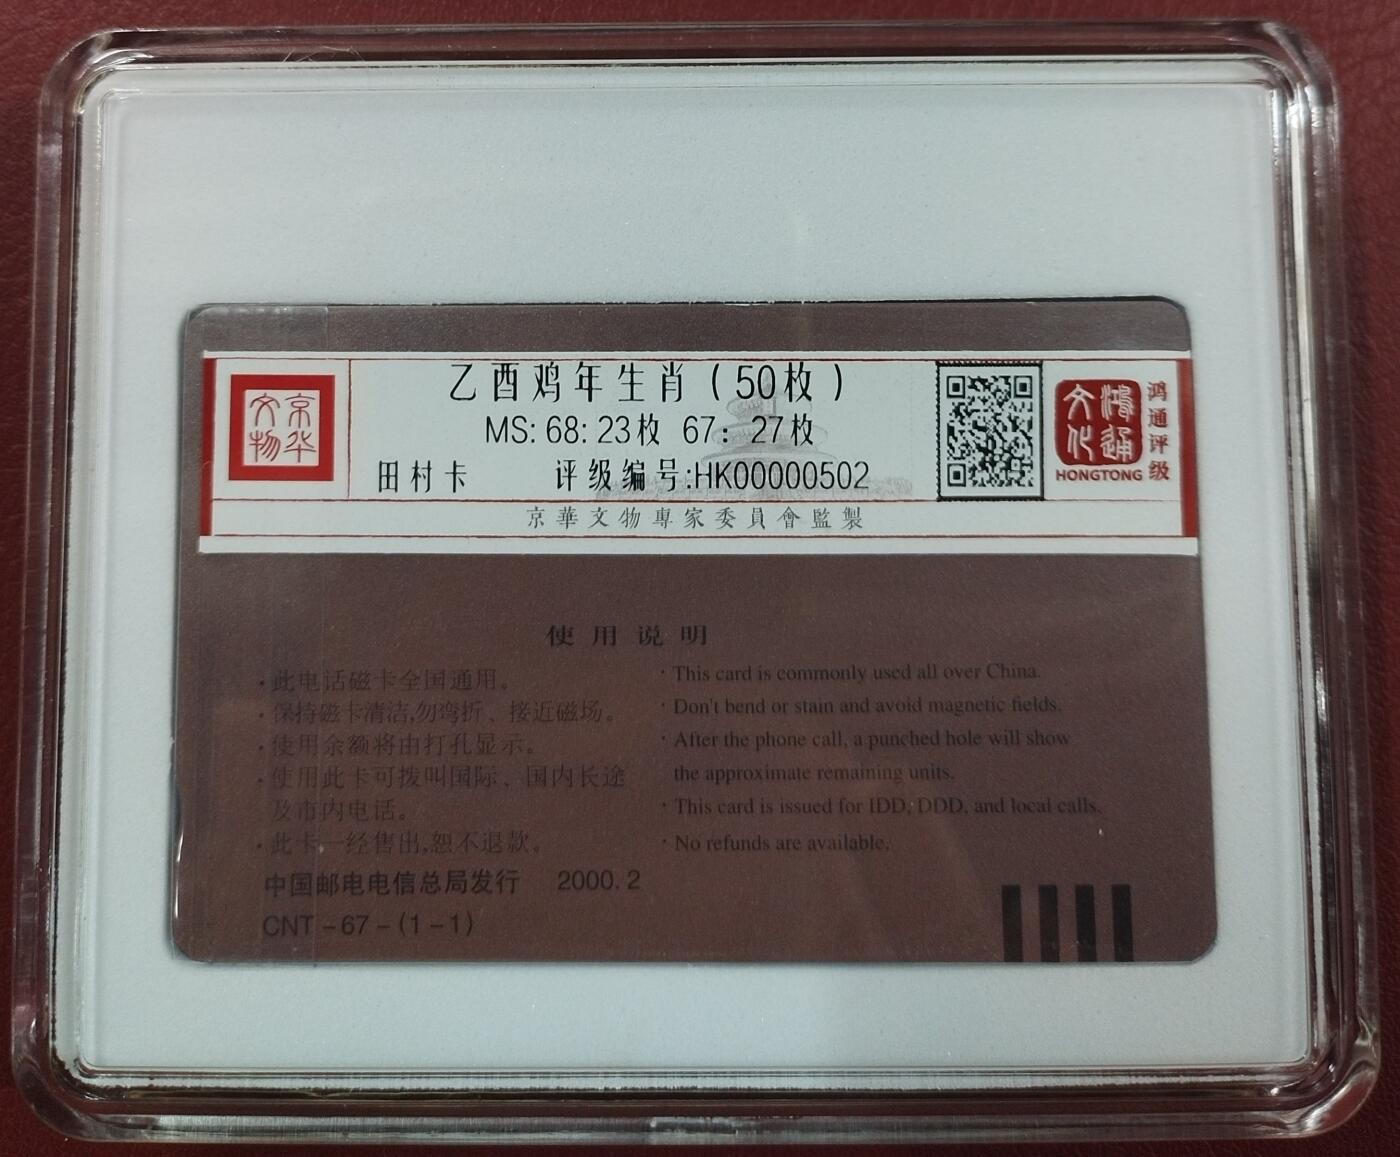 京华文物
乙酉鸡年生肖（50枚）
MS: 68: 23枚 67: 27枚
田村卡 评级编号:HK00000502
京華文物專家委員會監製
鸿通文化
HONGTONG
鸿通评级
使用说明
·此电话磁卡全国通用。
·保持磁卡清洁,勿弯折、接近磁场。
·使用余额将由打孔显示。
·使用此卡可拨叫国际、国内长途
及市内电话。
·此卡一经售出,恕不退款。
·This card is commonly used all over China.
·Don't bend or stain and avoid magnetic fields.
·After the phone call, a punched hole will show
the approximate remaining units.
·This card is issued for IDD, DDD, and local calls.
·No refunds are available.
中国邮电电信总局发行 2000.2
CNT-67-(1-1)